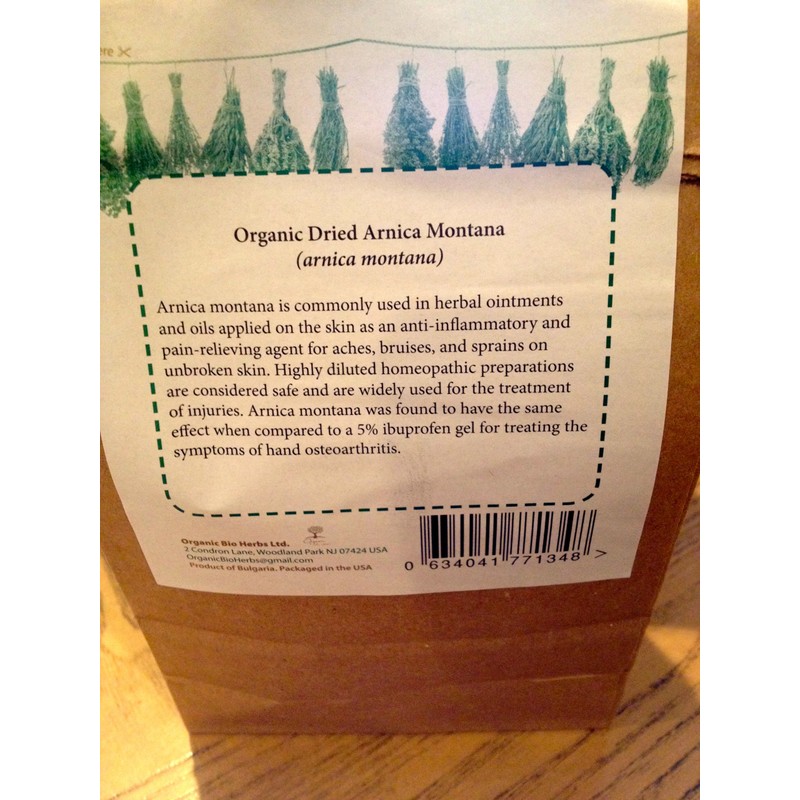 Organic Dried Arnica Montana
(arnica montana)
Arnica montana is commonly used in herbal ointments
and oils applied on the skin as an anti-inflammatory and
pain-relieving agent for aches, bruises, and sprains on
unbroken skin. Highly diluted homeopathic preparations
are considered safe and are widely used for the treatment
of injuries. Arnica montana was found to have the same
effect when compared to a 5% ibuprofen gel for treating the
symptoms of hand osteoarthritis.
Organic Bio Herbs Ltd.
2 Condron Lane, Woodland Park NJ 07424 USA
OrganicBioHerbs@gmail.com
Product of Bulgaria. Packaged in the USA
0 634041 771348 >